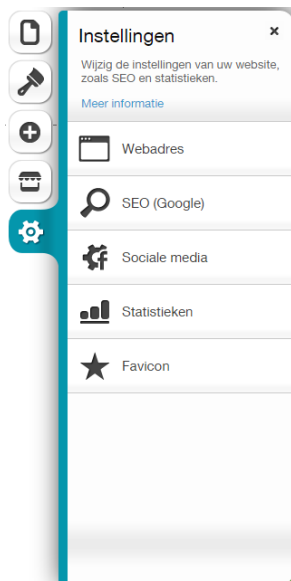 Instellingen
×
Wijzig de instellingen van uw website,
zoals SEO en statistieken.
Meer informatie
Webadres
SEO (Google)
Sociale media
Statistieken
Favicon